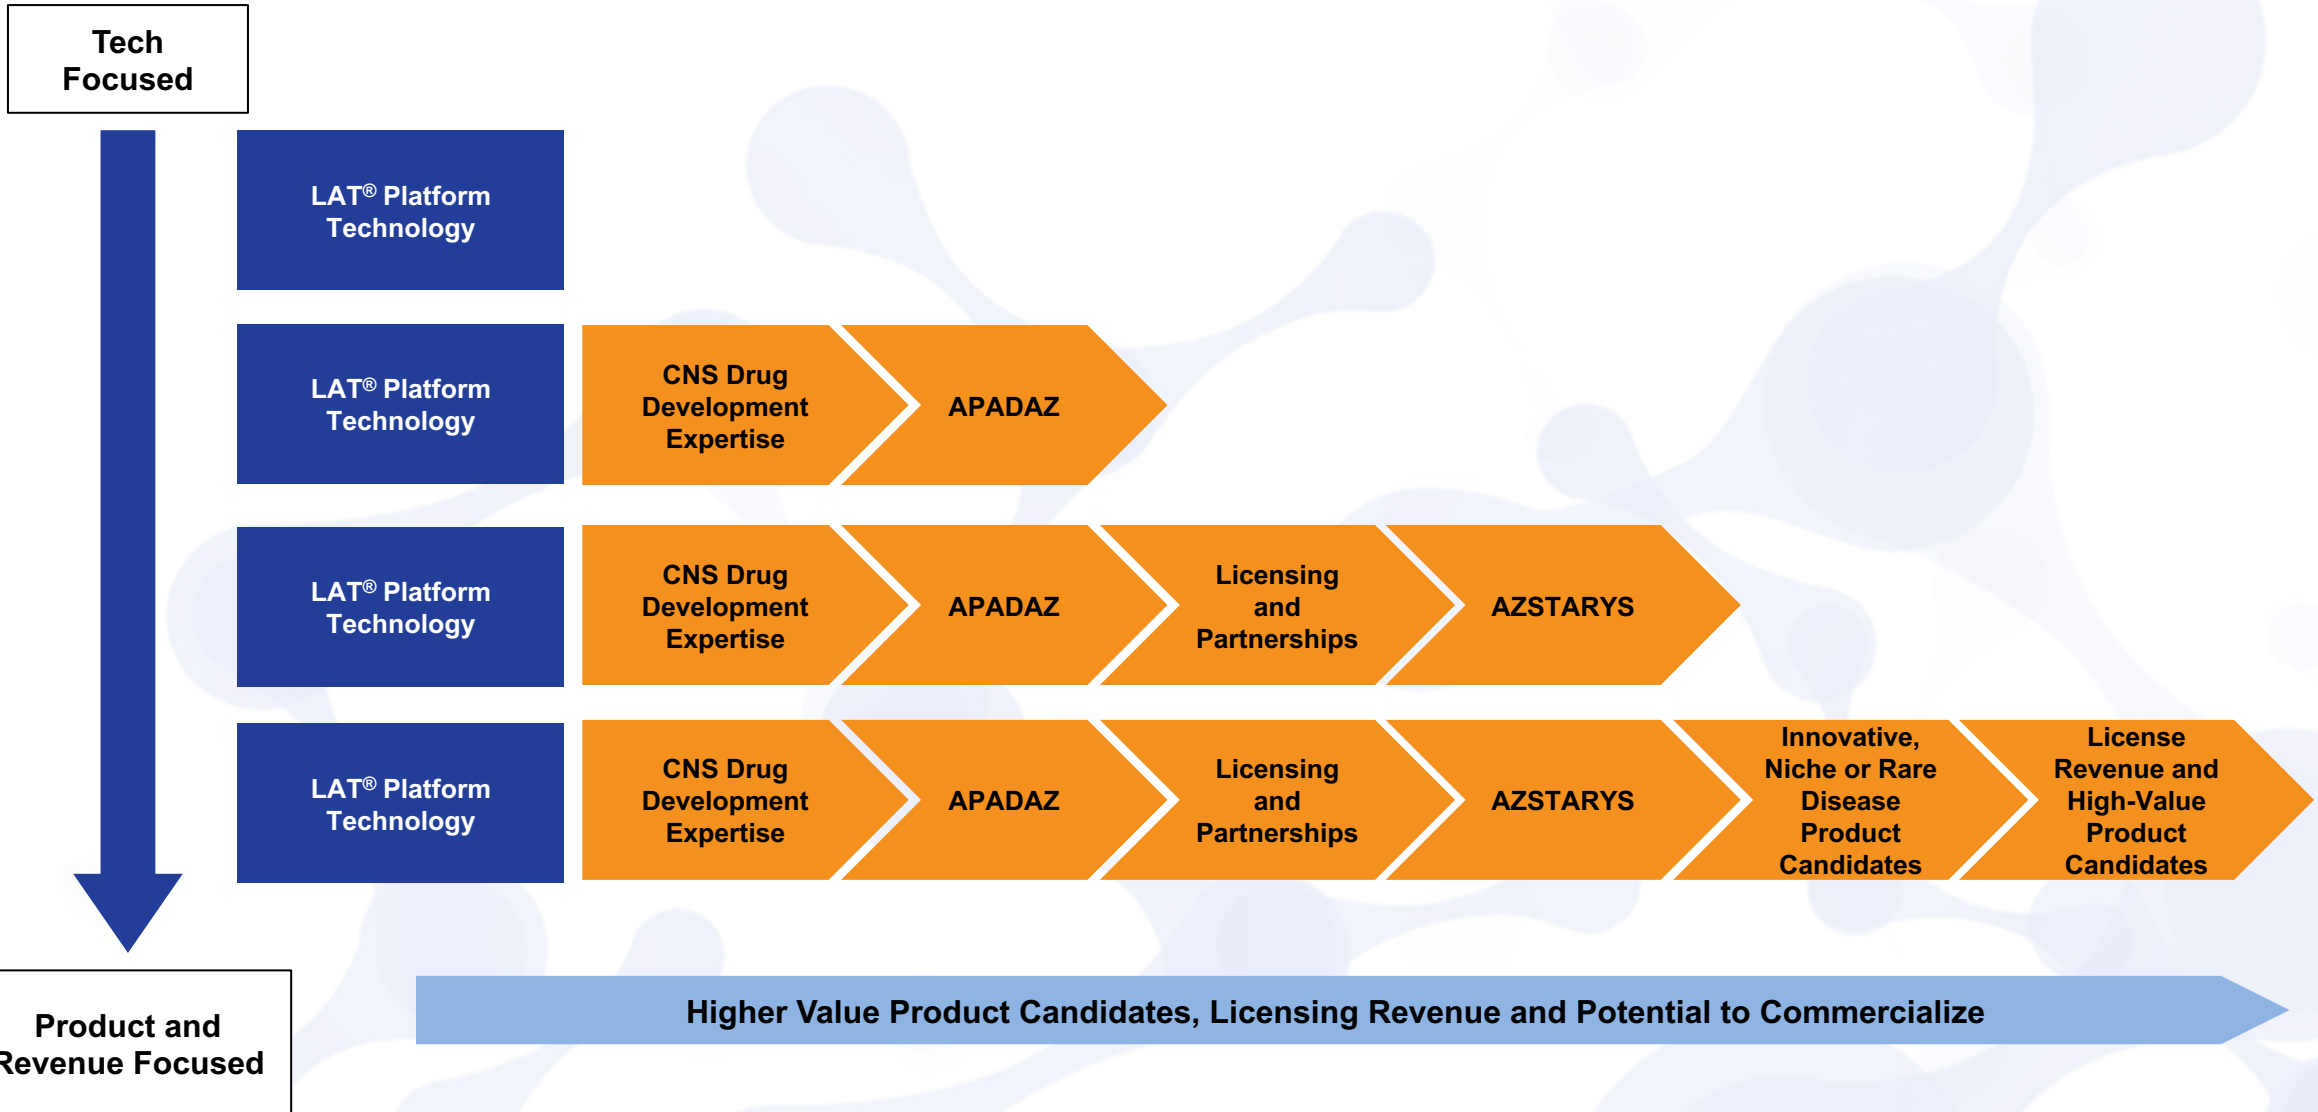 Tech
Focused
LAT® Platform
Technology
LAT® Platform
Technology
CNS Drug
Development
Expertise
APADAZ
LAT® Platform
Technology
CNS Drug
Development
Expertise
APADAZ
Licensing
and
Partnerships
AZSTARYS
LAT® Platform
Technology
CNS Drug
Development
Expertise
APADAZ
Licensing
and
Partnerships
AZSTARYS
Innovative,
Niche or Rare
Disease
Product
Candidates
License
Revenue and
High-Value
Product
Candidates
Product and
Revenue Focused
Higher Value Product Candidates, Licensing Revenue and Potential to Commercialize